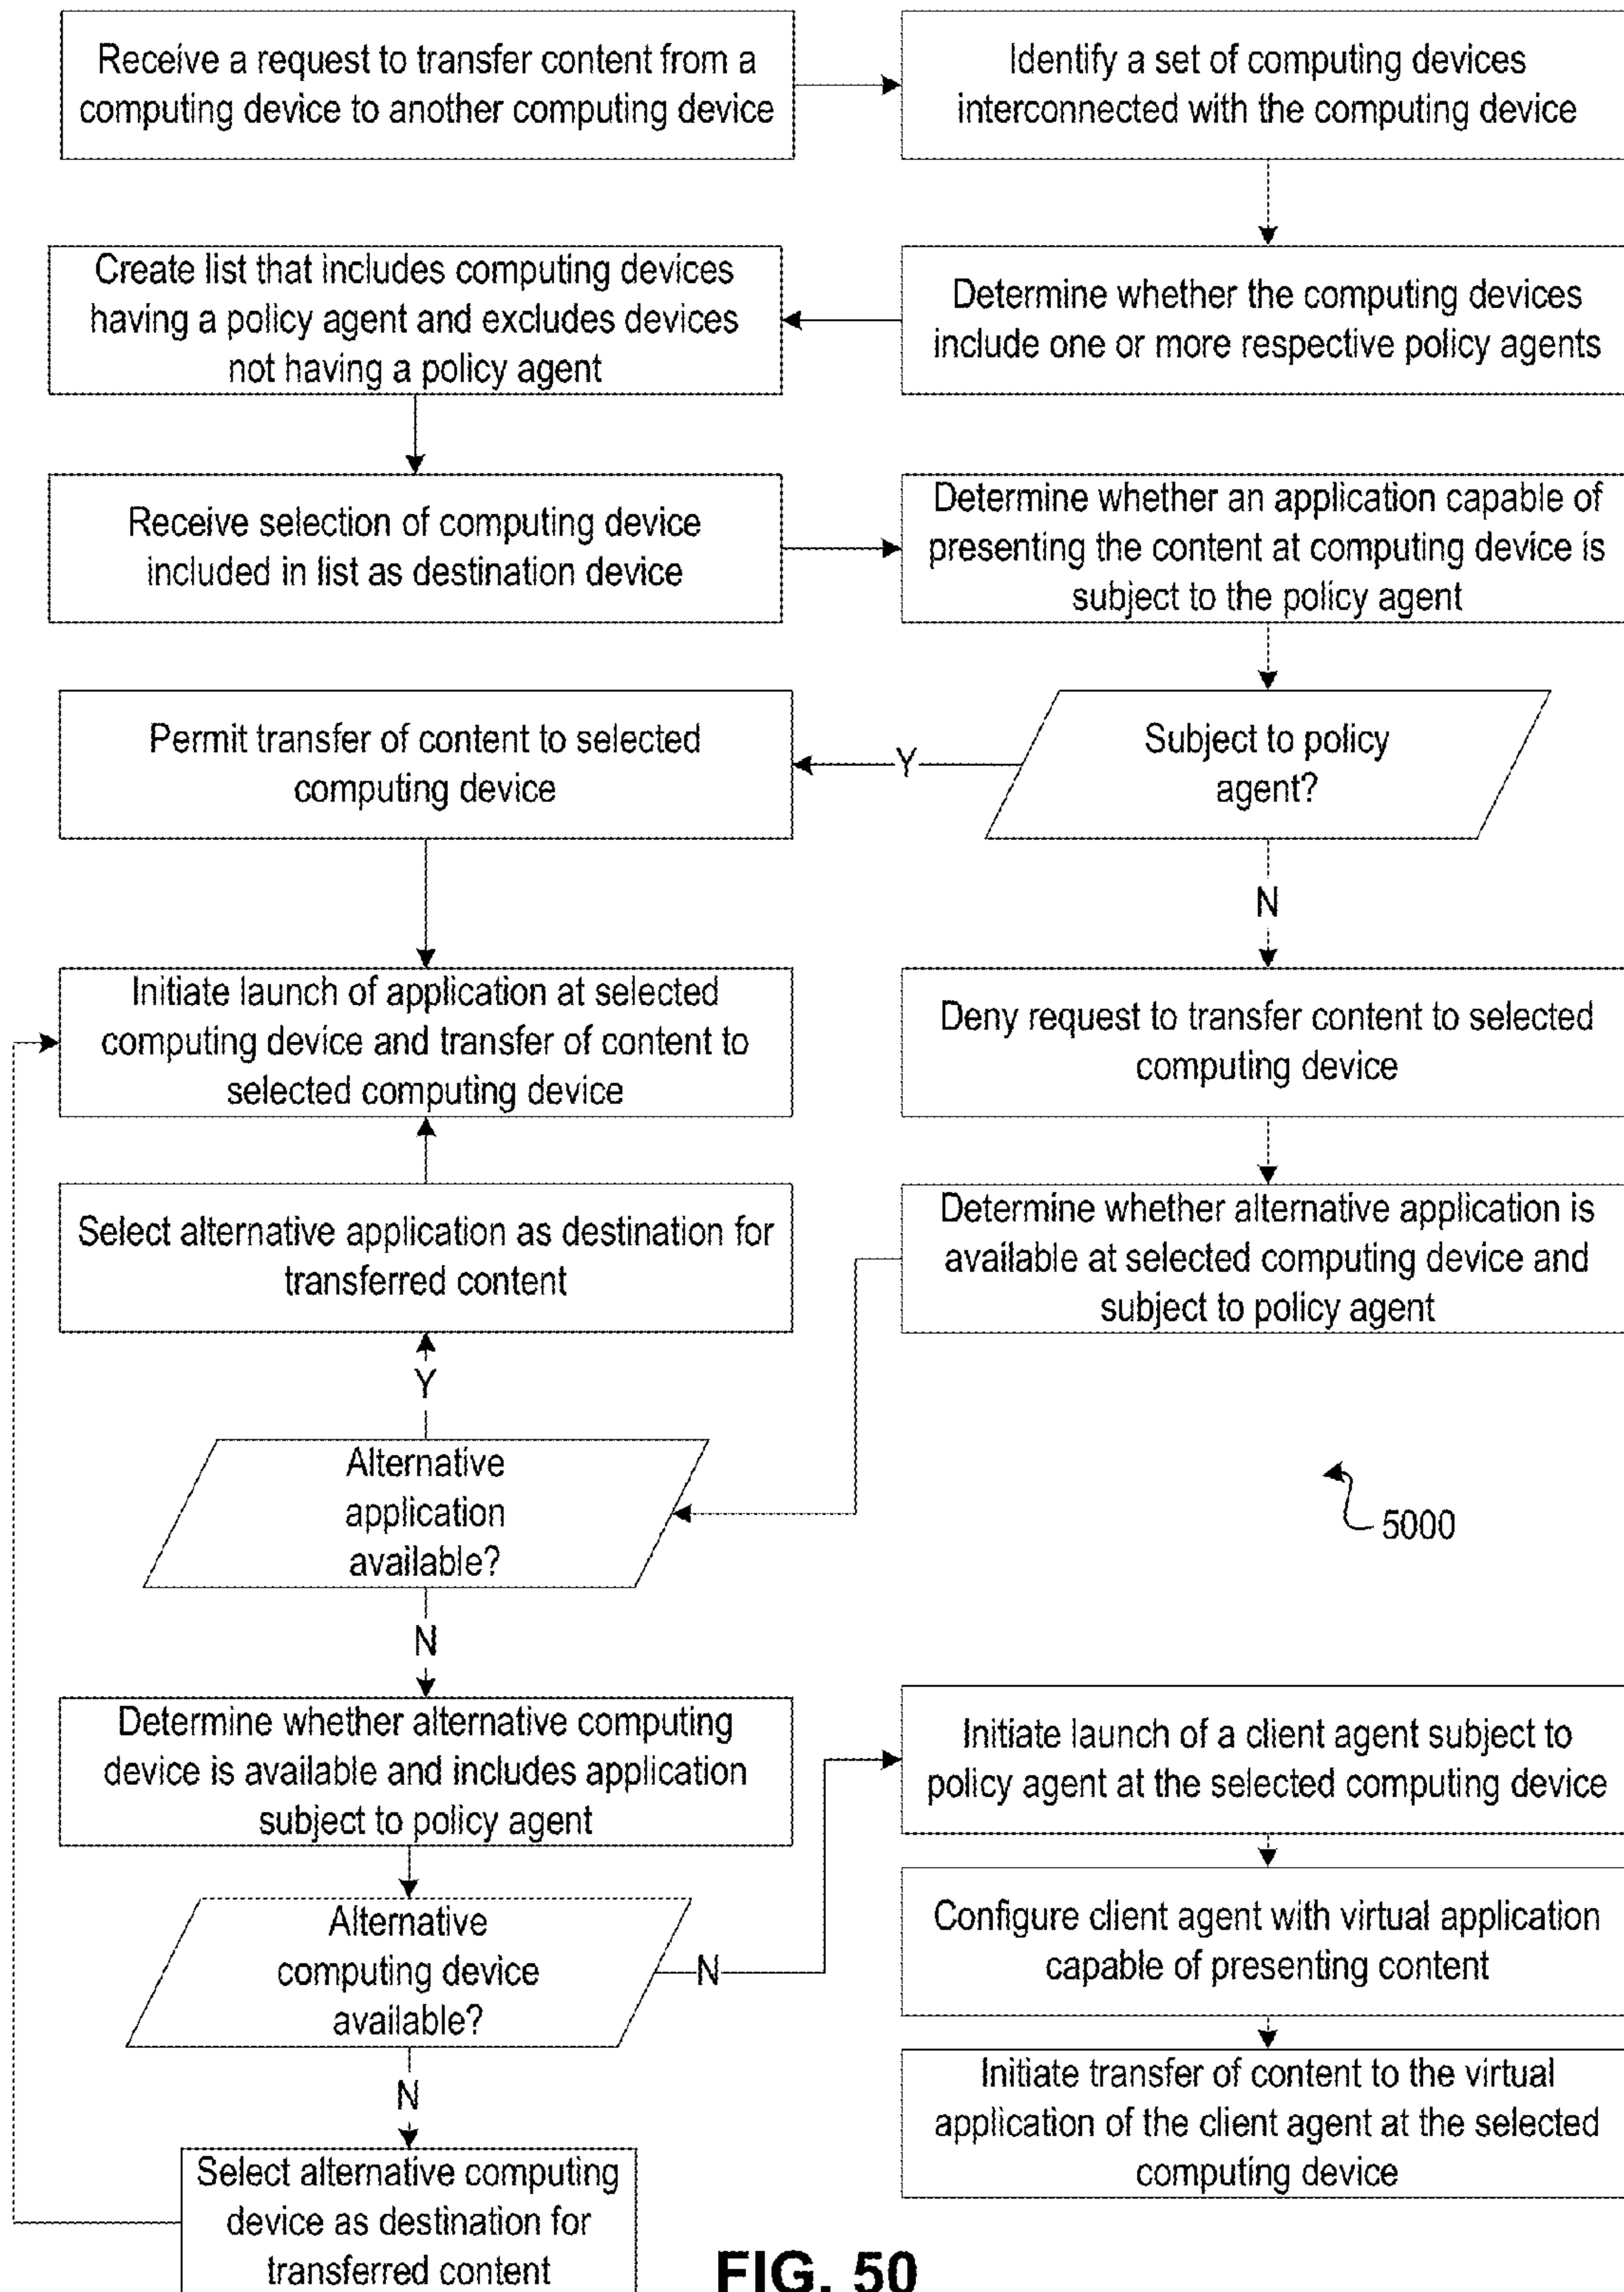 Receive a request to transfer content from a
computing device to another computing device
Identify a set of computing devices
interconnected with the computing device
Determine whether the computing devices
include one or more respective policy agents
Create list that includes computing devices
having a policy agent and excludes devices
not having a policy agent
Receive selection of computing device
included in list as destination device
Determine whether an application capable of
presenting the content at computing device is
subject to the policy agent
Subject to policy
agent?
Y
Permit transfer of content to selected
computing device
N
Initiate launch of application at selected
computing device and transfer of content to
selected computing device
Deny request to transfer content to selected
computing device
Select alternative application as destination for
transferred content
Determine whether alternative application is
available at selected computing device and
subject to policy agent
Y
Alternative
application
available?
5000
N
Determine whether alternative computing
device is available and includes application
subject to policy agent
Initiate launch of a client agent subject to
policy agent at the selected computing device
Alternative
computing device
available?
N
Configure client agent with virtual application
capable of presenting content
N
Initiate transfer of content to the virtual
application of the client agent at the selected
computing device
Select alternative computing
device as destination for
transferred content
FIG. 50